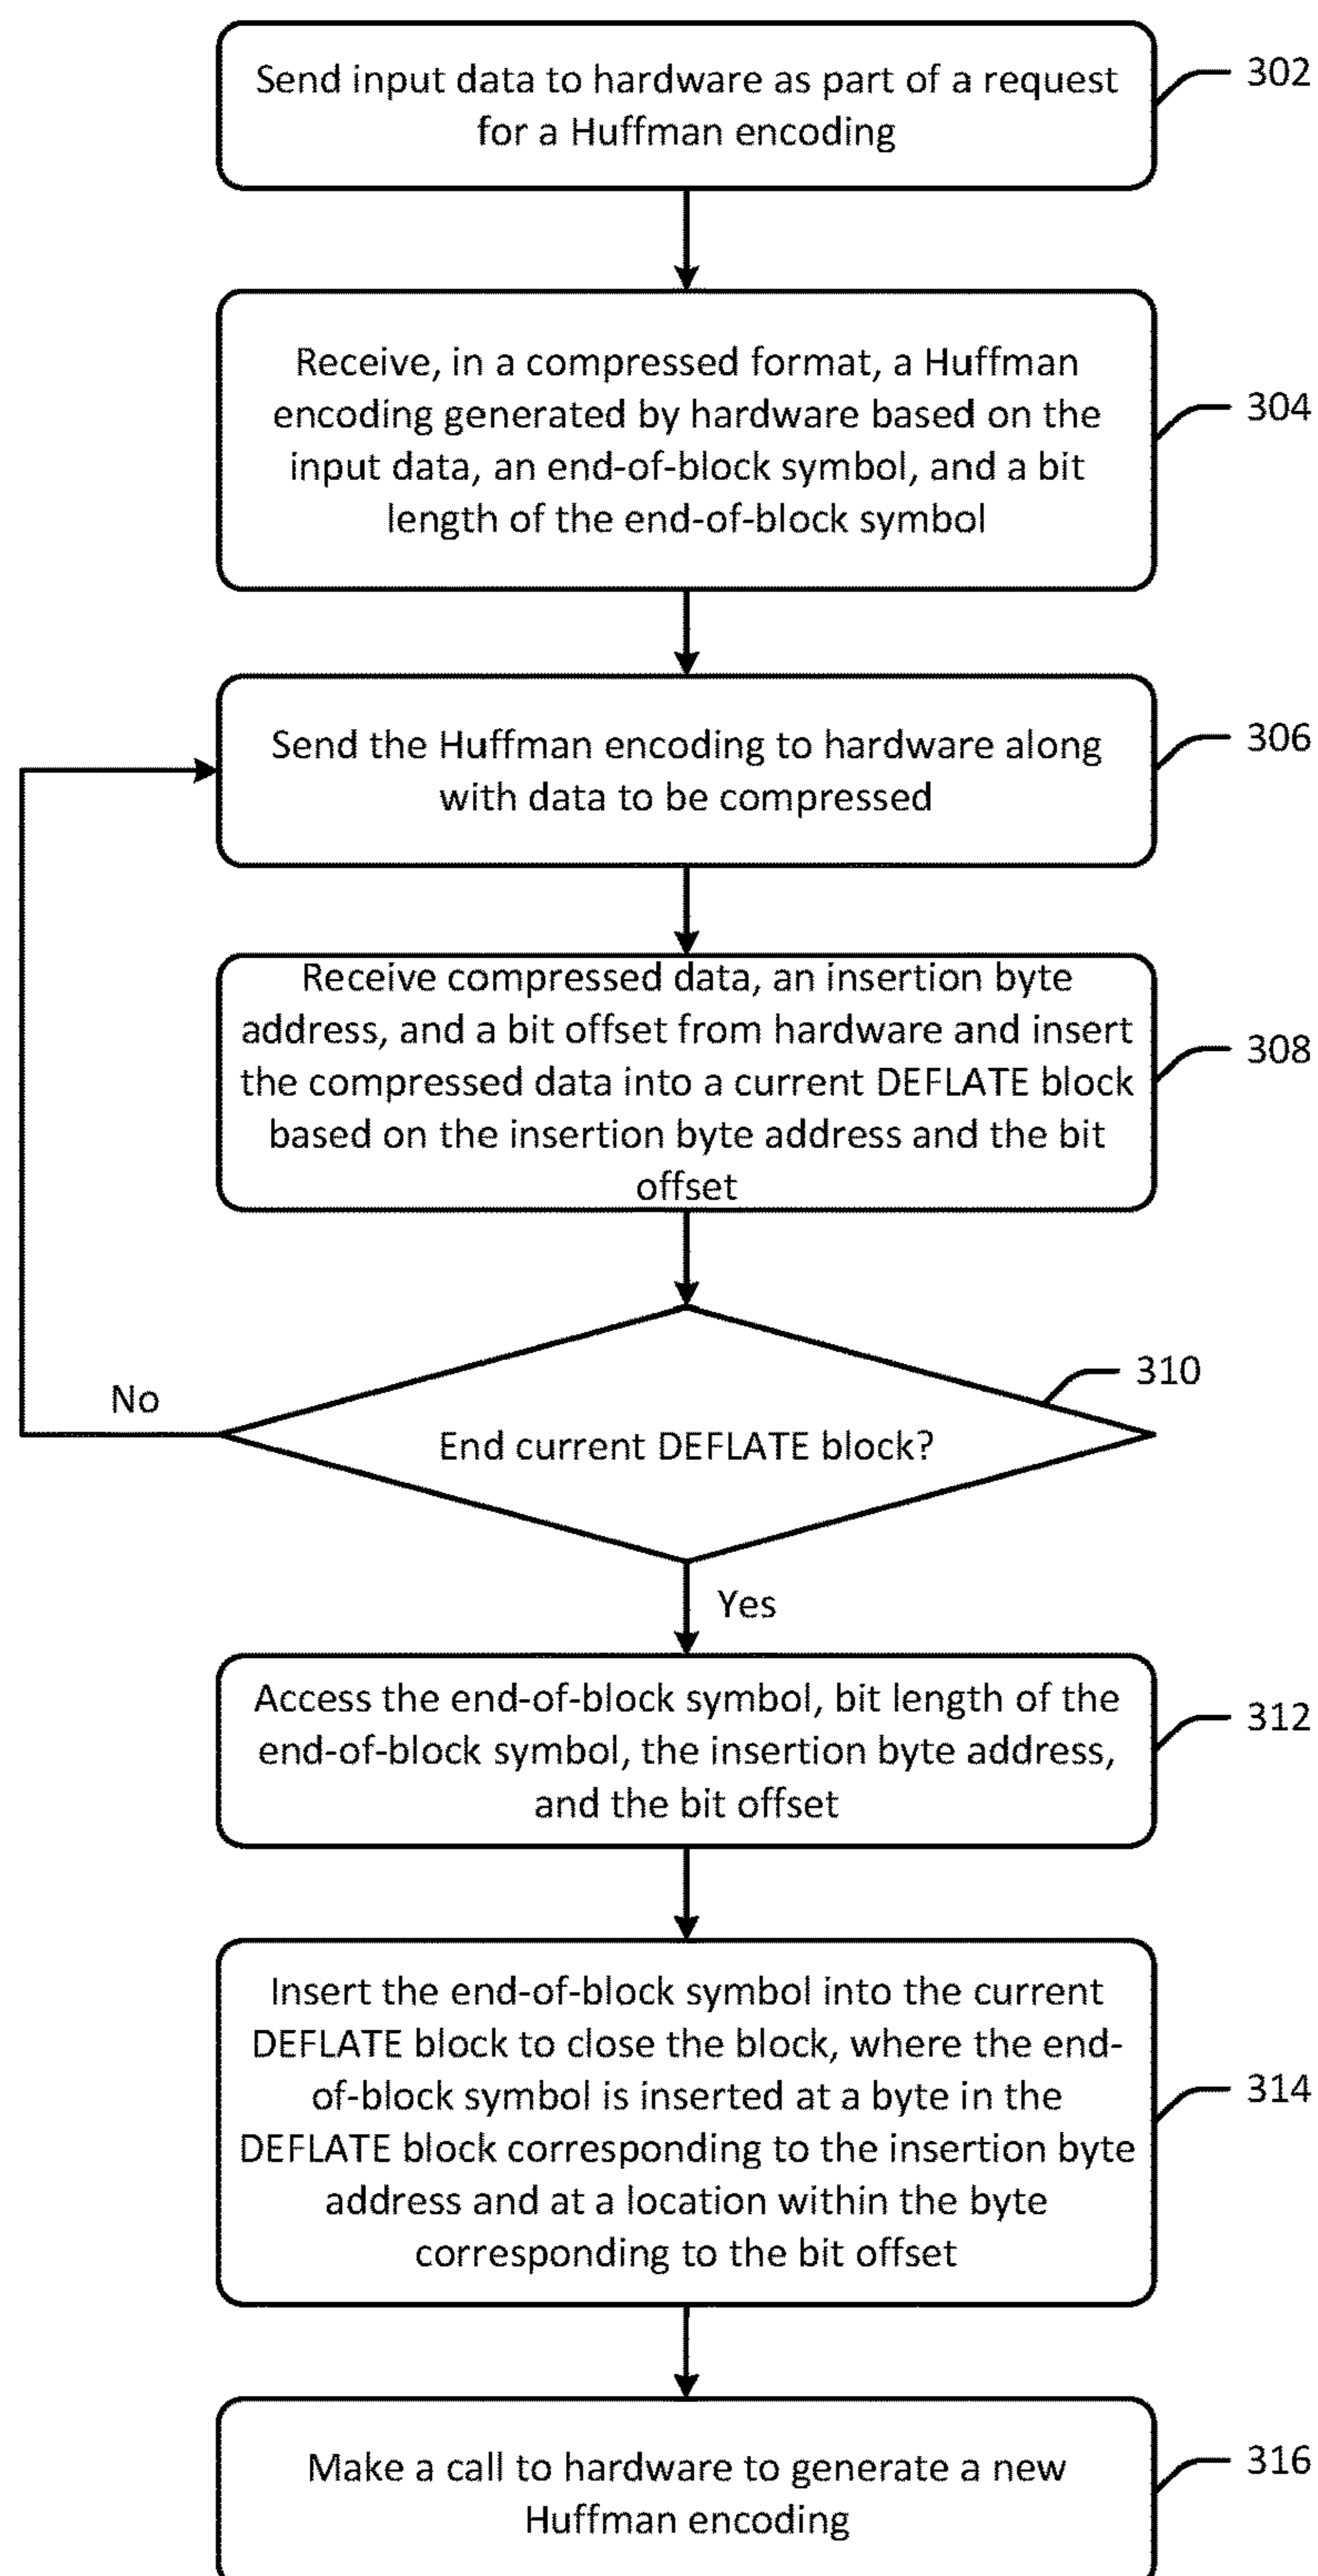 Send input data to hardware as part of a request
for a Huffman encoding
302
Receive, in a compressed format, a Huffman
encoding generated by hardware based on the
input data, an end-of-block symbol, and a bit
length of the end-of-block symbol
304
Send the Huffman encoding to hardware along
with data to be compressed
306
Receive compressed data, an insertion byte
address, and a bit offset from hardware and insert
the compressed data into a current DEFLATE block
based on the insertion byte address and the bit
offset
308
310
No
End current DEFLATE block?
Yes
Access the end-of-block symbol, bit length of the
end-of-block symbol, the insertion byte address,
and the bit offset
312
Insert the end-of-block symbol into the current
DEFLATE block to close the block, where the end-
of-block symbol is inserted at a byte in the
DEFLATE block corresponding to the insertion byte
address and at a location within the byte
corresponding to the bit offset
314
Make a call to hardware to generate a new
Huffman encoding
316